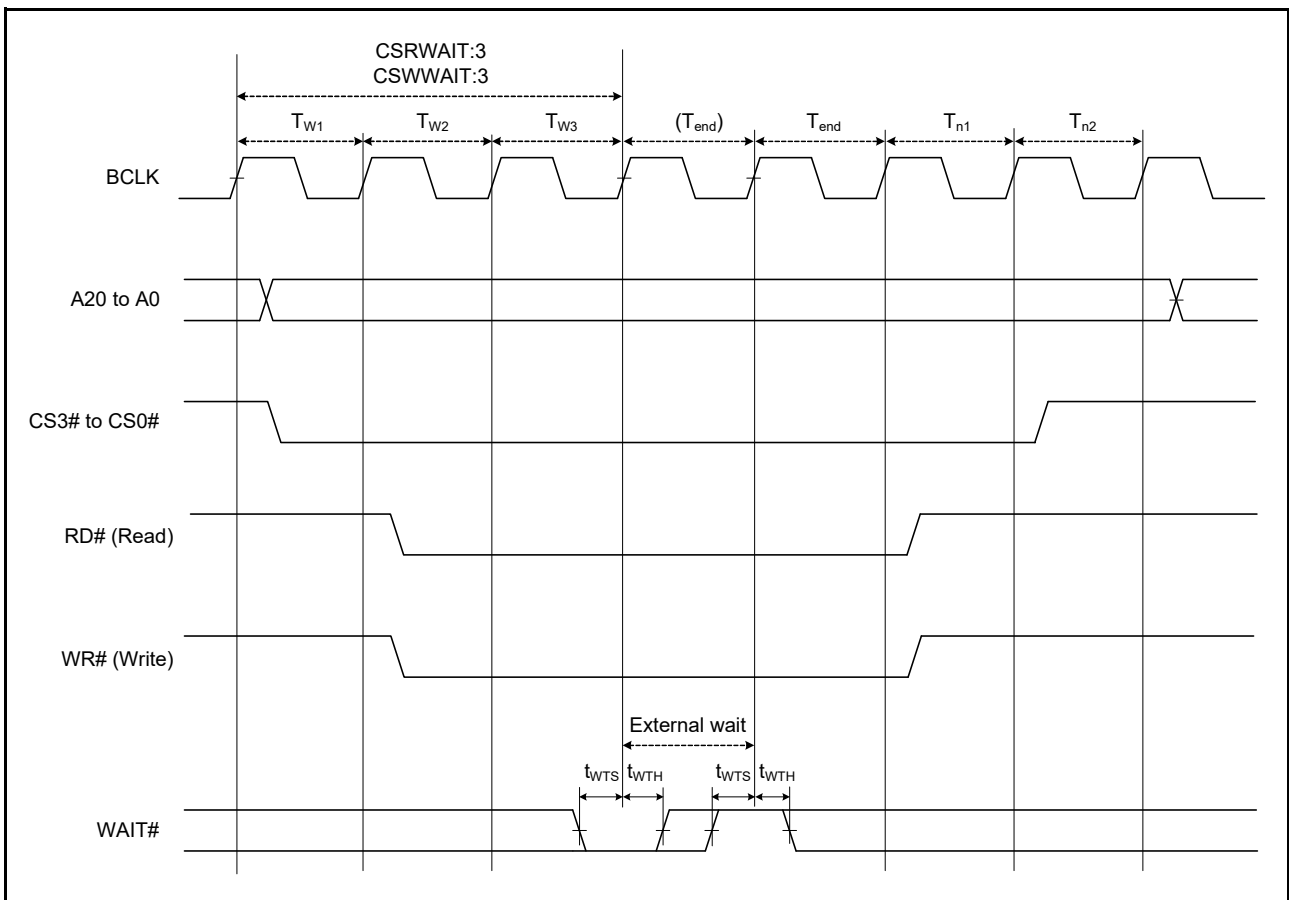 CSRWAIT:3
CSWWAIT:3
TW1 TW2 TW3 (Tend) Tend Tn1 Tn2
BCLK
A20 to A0
CS3# to CS0#
RD# (Read)
WR# (Write)
External wait
tWTS tWTH tWTS tWTH
WAIT#